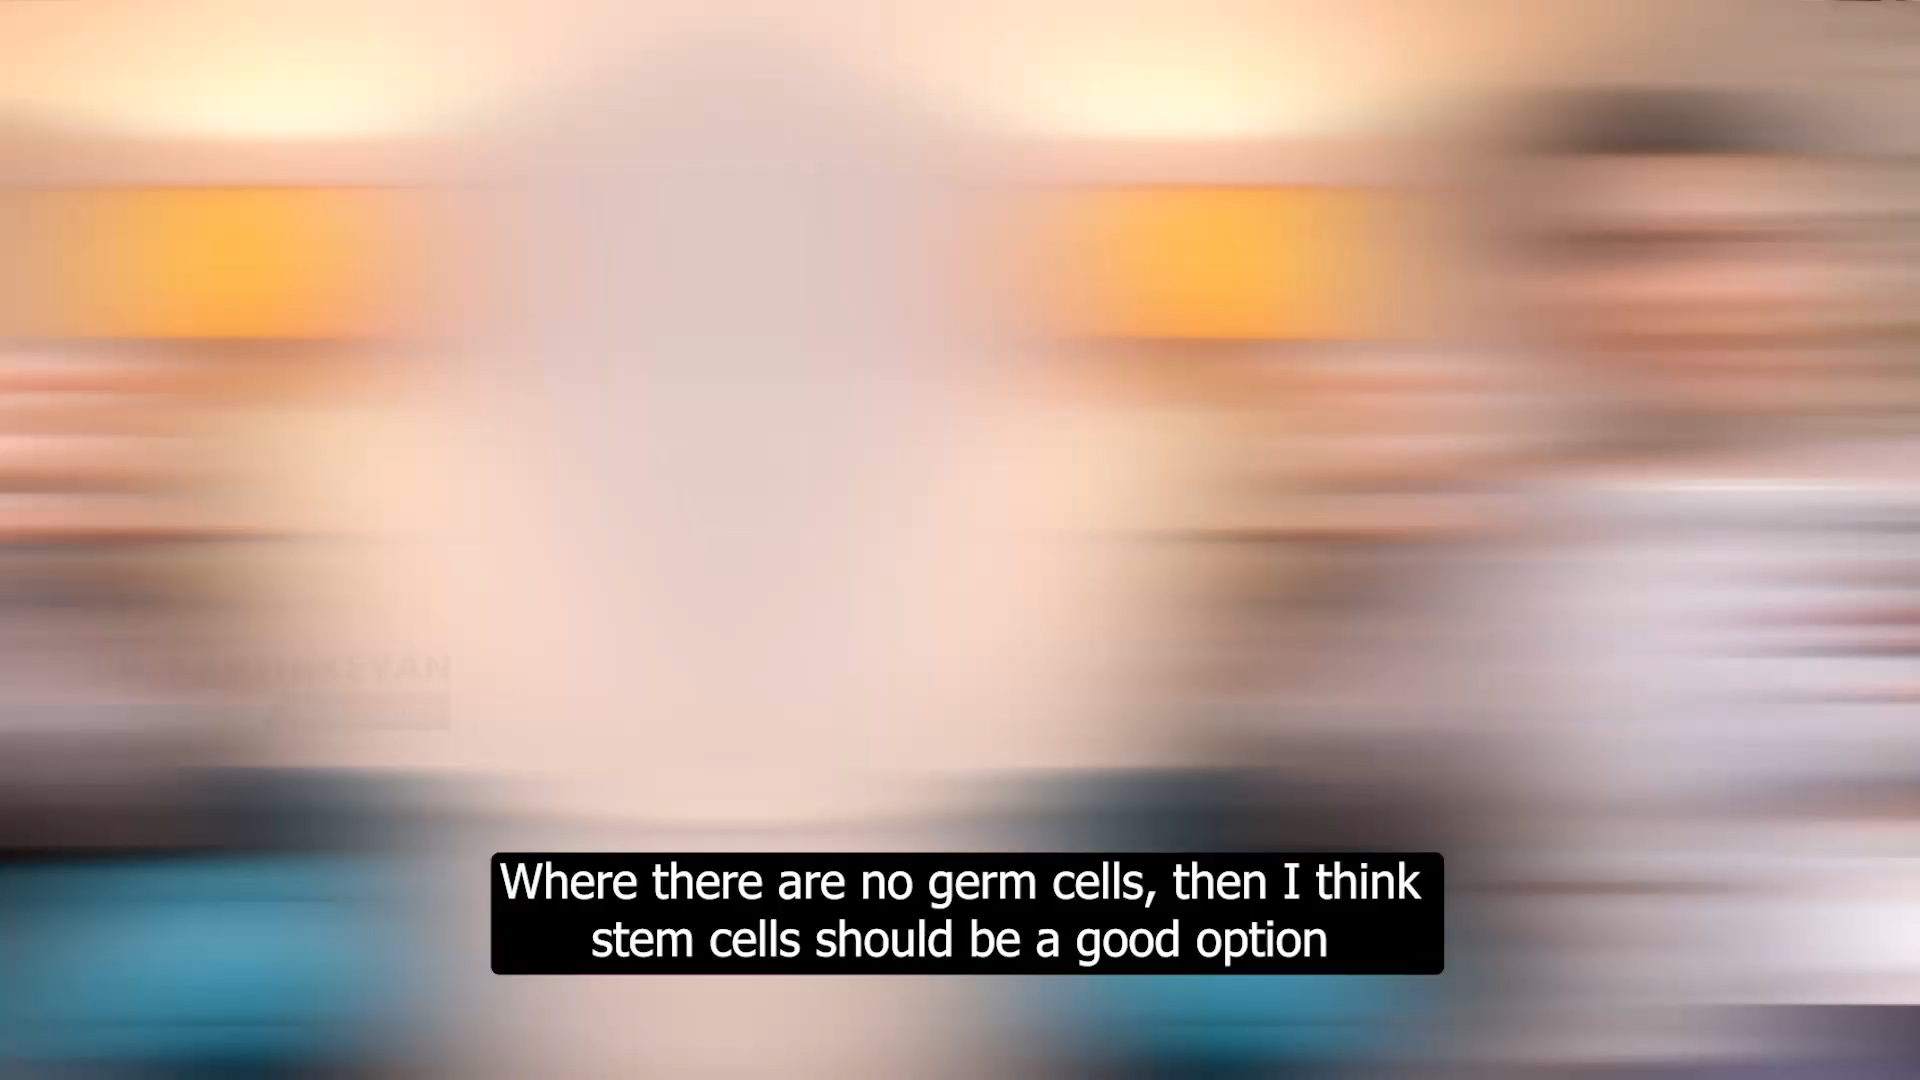 Where there are no germ cells, then I think
stem cells should be a good option